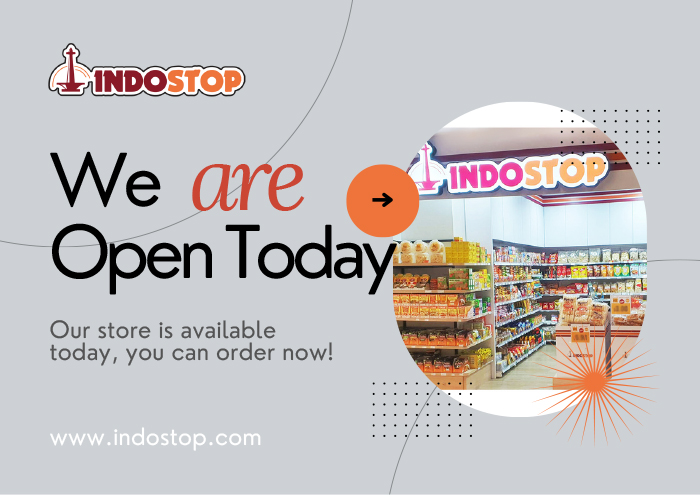 INDOSTOP
We are
Open Today
INDOSTOP
Our store is available
today, you can order now!
www.indostop.com